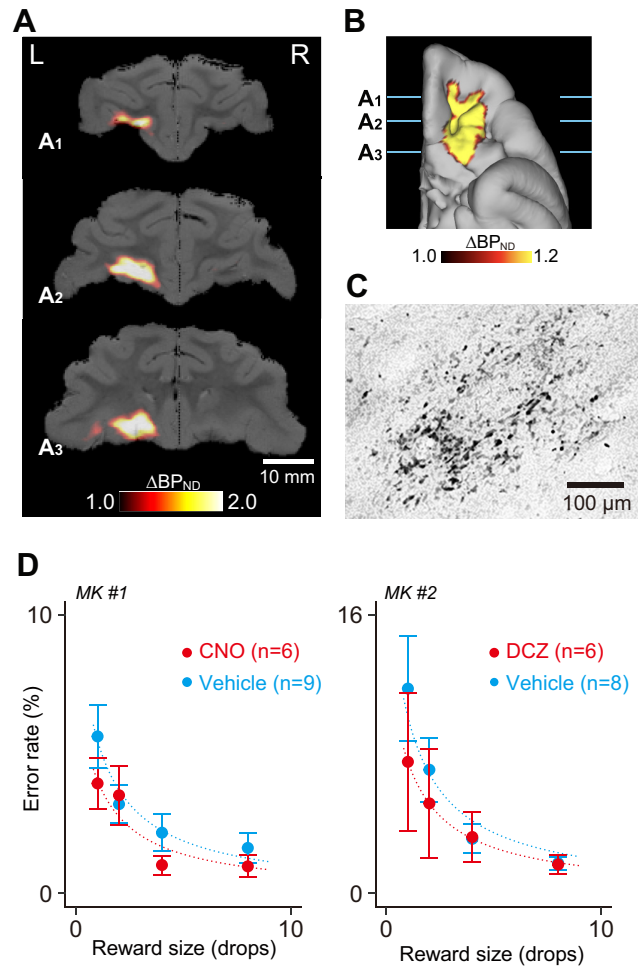 A
L
R
A1
A2
A3
10 mm
ΔBPND
1.0
2.0
B
A1
A2
A3
ΔBPND
1.0
1.2
C
100 µm
D
MK #1
10
CNO (n=6)
Vehicle (n=9)
Error rate (%)
0
0
10
Reward size (drops)
MK #2
16
DCZ (n=6)
Vehicle (n=8)
0
0
10
Reward size (drops)